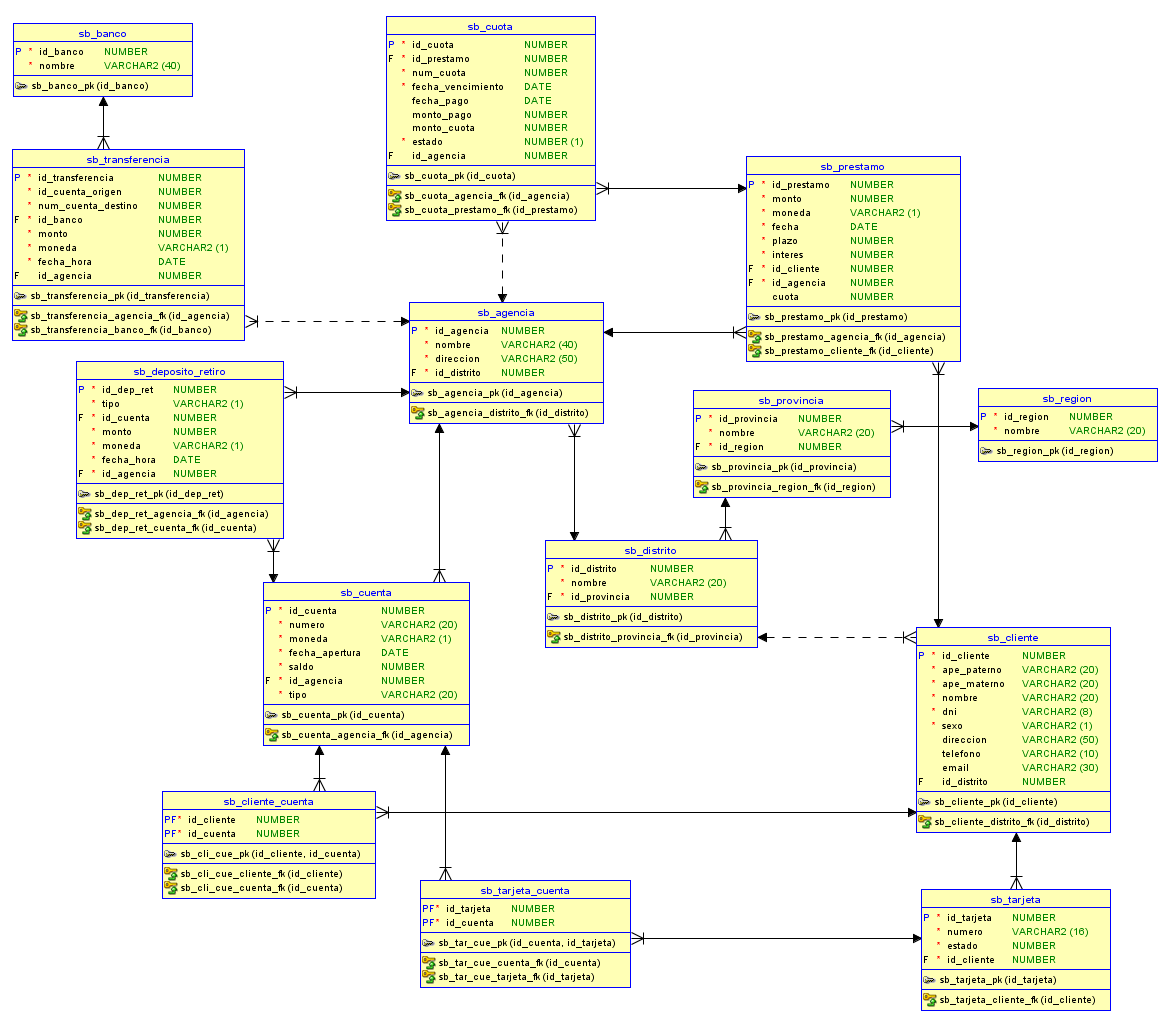 sb_banco
P * id_banco NUMBER
* nombre VARCHAR2 (40)
sb_banco_pk (id_banco)
sb_cuota
P * id_cuota NUMBER
F * id_prestamo NUMBER
* num_cuota NUMBER
* fecha_vencimiento DATE
fecha_pago DATE
monto_pago NUMBER
monto_cuota NUMBER
* estado NUMBER (1)
F id_agencia NUMBER
sb_cuota_pk (id_cuota)
sb_cuota_agencia_fk (id_agencia)
sb_cuota_prestamo_fk (id_prestamo)
sb_transferencia
P * id_transferencia NUMBER
* id_cuenta_origen NUMBER
* num_cuenta_destino NUMBER
F * id_banco NUMBER
* monto NUMBER
* moneda VARCHAR2 (1)
* fecha_hora DATE
F id_agencia NUMBER
sb_transferencia_pk (id_transferencia)
sb_transferencia_agencia_fk (id_agencia)
sb_transferencia_banco_fk (id_banco)
sb_prestamo
P * id_prestamo NUMBER
* monto NUMBER
* moneda VARCHAR2 (1)
* fecha DATE
* plazo NUMBER
* interes NUMBER
F * id_cliente NUMBER
F * id_agencia NUMBER
cuota NUMBER
sb_prestamo_pk (id_prestamo)
sb_prestamo_agencia_fk (id_agencia)
sb_prestamo_cliente_fk (id_cliente)
sb_agencia
P * id_agencia NUMBER
* nombre VARCHAR2 (40)
* direccion VARCHAR2 (50)
F * id_distrito NUMBER
sb_agencia_pk (id_agencia)
sb_agencia_distrito_fk (id_distrito)
sb_deposito_retiro
P * id_dep_ret NUMBER
* tipo VARCHAR2 (1)
F * id_cuenta NUMBER
* monto NUMBER
* moneda VARCHAR2 (1)
* fecha_hora DATE
F * id_agencia NUMBER
sb_dep_ret_pk (id_dep_ret)
sb_dep_ret_agencia_fk (id_agencia)
sb_dep_ret_cuenta_fk (id_cuenta)
sb_provincia
P * id_provincia NUMBER
* nombre VARCHAR2 (20)
F * id_region NUMBER
sb_provincia_pk (id_provincia)
sb_provincia_region_fk (id_region)
sb_region
P * id_region NUMBER
* nombre VARCHAR2 (20)
sb_region_pk (id_region)
sb_distrito
P * id_distrito NUMBER
* nombre VARCHAR2 (20)
F * id_provincia NUMBER
sb_distrito_pk (id_distrito)
sb_distrito_provincia_fk (id_provincia)
sb_cuenta
P * id_cuenta NUMBER
* numero VARCHAR2 (20)
* moneda VARCHAR2 (1)
* fecha_apertura DATE
* saldo NUMBER
F * id_agencia NUMBER
* tipo VARCHAR2 (20)
sb_cuenta_pk (id_cuenta)
sb_cuenta_agencia_fk (id_agencia)
sb_cliente
P * id_cliente NUMBER
* ape_paterno VARCHAR2 (20)
* ape_materno VARCHAR2 (20)
* nombre VARCHAR2 (20)
* dni VARCHAR2 (8)
* sexo VARCHAR2 (1)
direccion VARCHAR2 (50)
telefono VARCHAR2 (10)
email VARCHAR2 (30)
F id_distrito NUMBER
sb_cliente_pk (id_cliente)
sb_cliente_distrito_fk (id_distrito)
sb_cliente_cuenta
PF* id_cliente NUMBER
PF* id_cuenta NUMBER
sb_cli_cue_pk (id_cliente, id_cuenta)
sb_cli_cue_cliente_fk (id_cliente)
sb_cli_cue_cuenta_fk (id_cuenta)
sb_tarjeta_cuenta
PF* id_tarjeta NUMBER
PF* id_cuenta NUMBER
sb_tar_cue_pk (id_cuenta, id_tarjeta)
sb_tar_cue_cuenta_fk (id_cuenta)
sb_tar_cue_tarjeta_fk (id_tarjeta)
sb_tarjeta
P * id_tarjeta NUMBER
* numero VARCHAR2 (16)
* estado NUMBER
F * id_cliente NUMBER
sb_tarjeta_pk (id_tarjeta)
sb_tarjeta_cliente_fk (id_cliente)